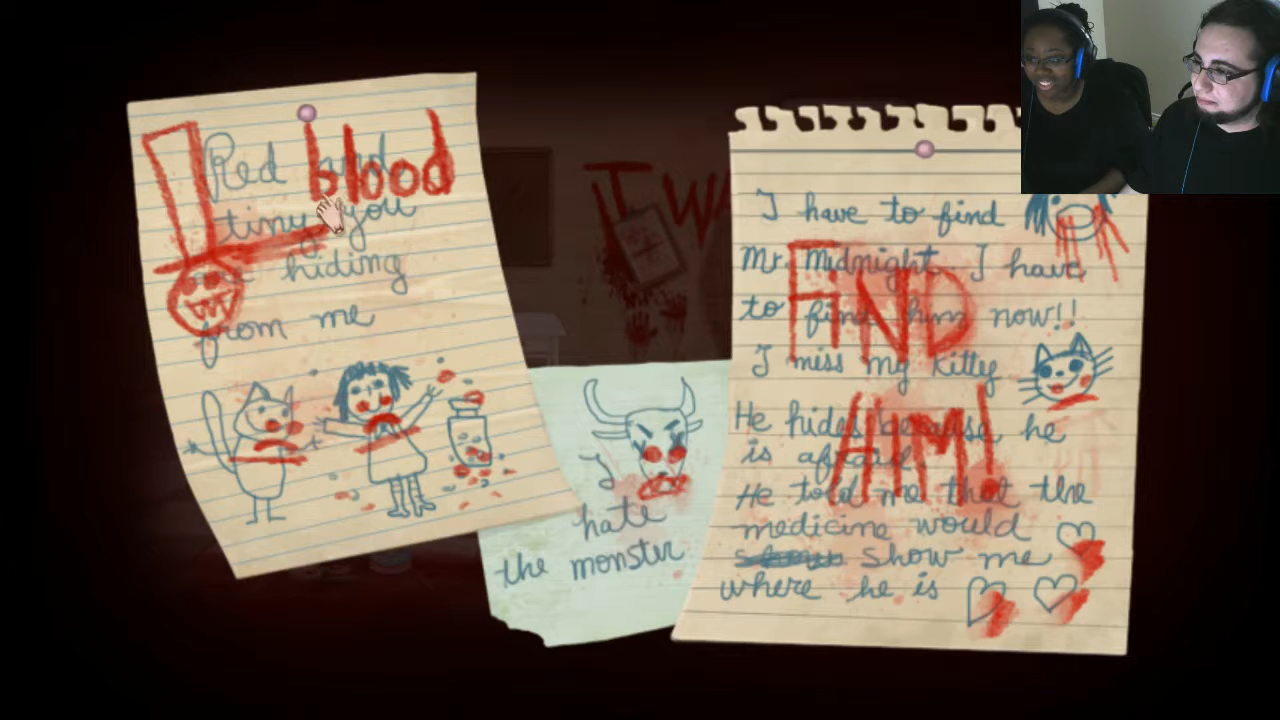 Red blood
tiny you
hiding
from me
I WA
I
hate
the monster
I have to find
Mr. Midnight I have
to find him now!!
I miss my kitty
FIND
HIM!
He hides because he
is afraid
He told me that the
medicine would
show me
where he is